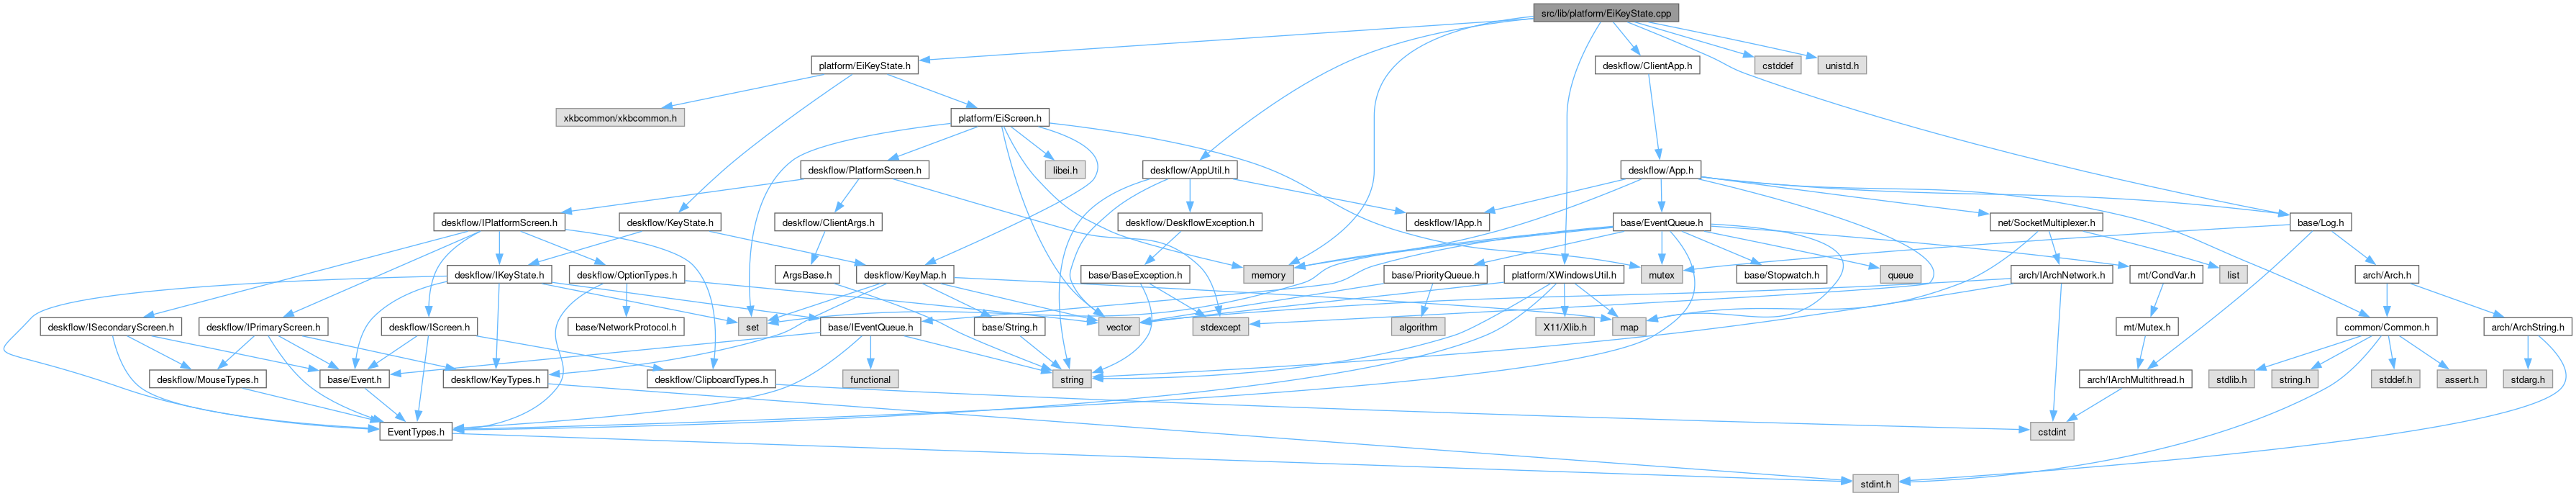 src/lib/platform/EiKeyState.cpp
platform/EiKeyState.h
deskflow/ClientApp.h
cstddef
unistd.h
xkbcommon/xkbcommon.h
platform/EiScreen.h
deskflow/PlatformScreen.h
libei.h
deskflow/AppUtil.h
deskflow/App.h
deskflow/IPlatformScreen.h
deskflow/KeyState.h
deskflow/ClientArgs.h
deskflow/DeskflowException.h
deskflow/IApp.h
base/EventQueue.h
net/SocketMultiplexer.h
base/Log.h
deskflow/IKeyState.h
deskflow/OptionTypes.h
ArgsBase.h
deskflow/KeyMap.h
base/BaseException.h
memory
base/PriorityQueue.h
platform/XWindowsUtil.h
mutex
base/Stopwatch.h
queue
mt/CondVar.h
arch/IArchNetwork.h
list
arch/Arch.h
deskflow/ISecondaryScreen.h
deskflow/IPrimaryScreen.h
deskflow/IScreen.h
base/NetworkProtocol.h
set
base/IEventQueue.h
base/String.h
vector
stdexcept
algorithm
X11/Xlib.h
map
mt/Mutex.h
common/Common.h
arch/ArchString.h
deskflow/MouseTypes.h
base/Event.h
deskflow/KeyTypes.h
deskflow/ClipboardTypes.h
functional
string
arch/IArchMultithread.h
stdlib.h
string.h
stddef.h
assert.h
stdarg.h
EventTypes.h
cstdint
stdint.h